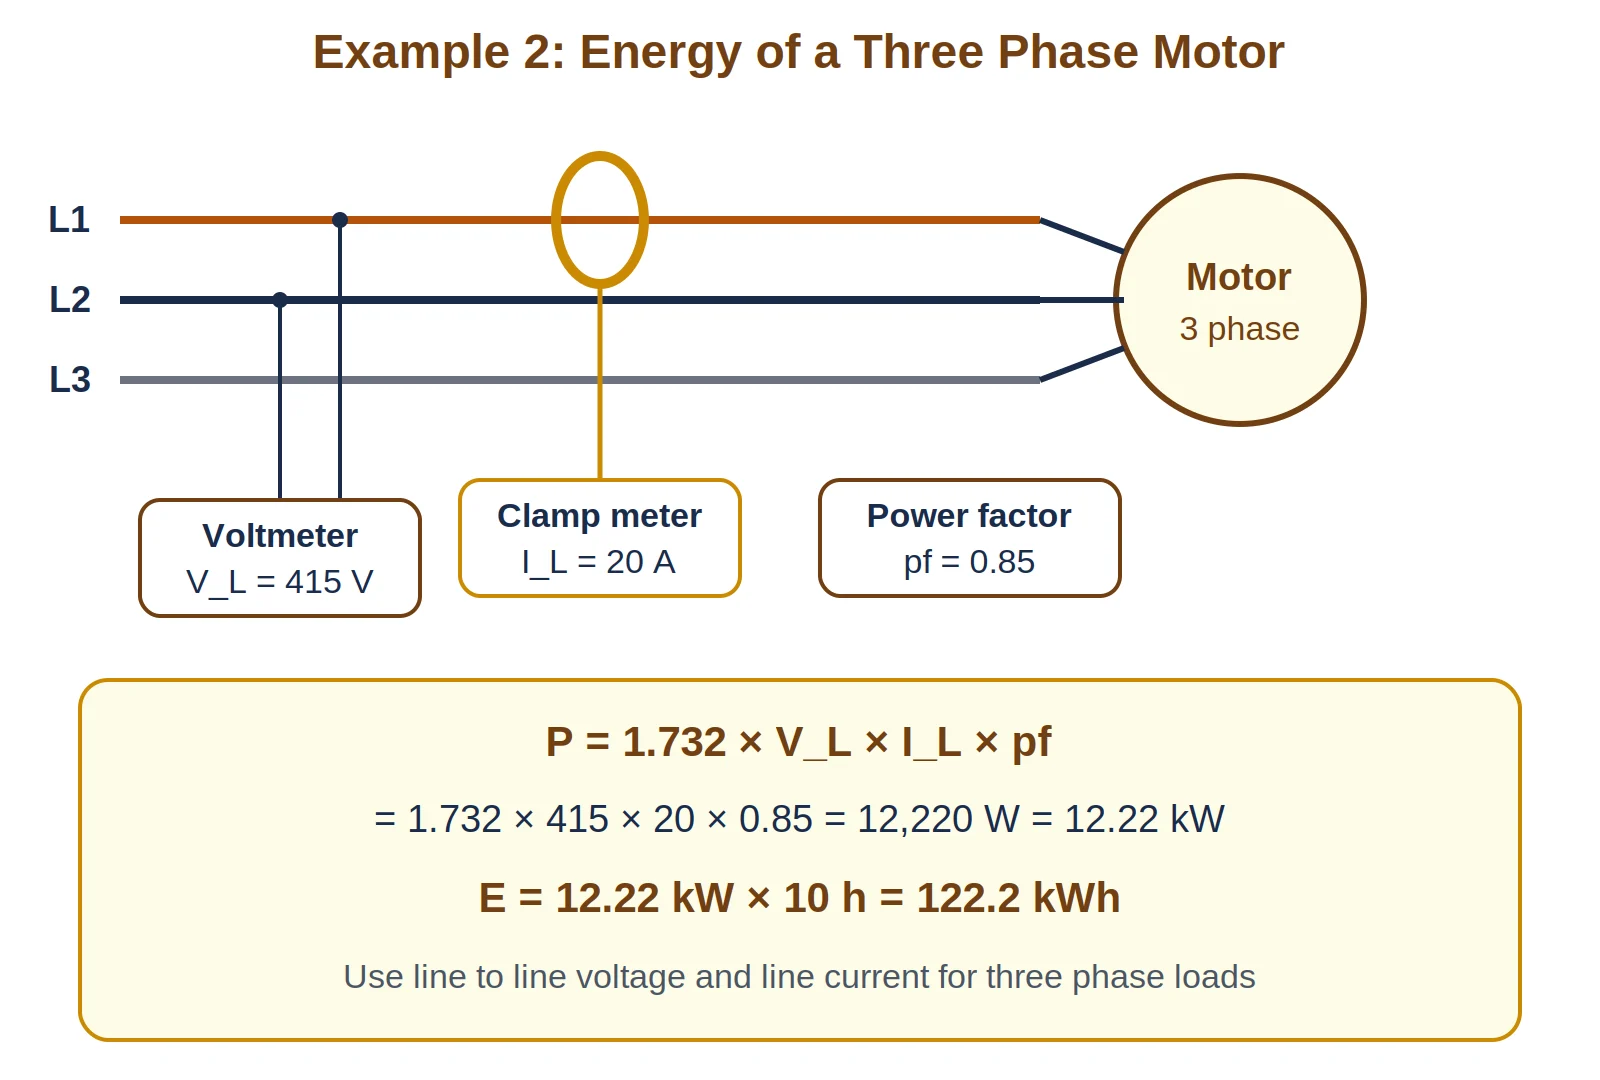 Example 2: Energy of a Three Phase Motor
L1
L2
L3
Motor
3 phase
Voltmeter
V_L = 415 V
Clamp meter
I_L = 20 A
Power factor
pf = 0.85
P = 1.732 × V_L × I_L × pf
= 1.732 × 415 × 20 × 0.85 = 12,220 W = 12.22 kW
E = 12.22 kW × 10 h = 122.2 kWh
Use line to line voltage and line current for three phase loads